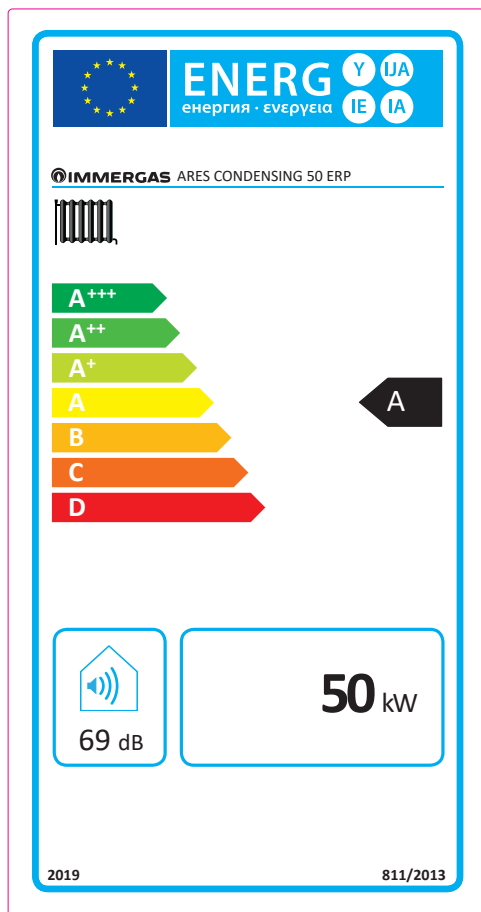 ENERG Y IJA
енергия · ενεργεια IE IA
IMMERGAS ARES CONDENSING 50 ERP
A+++
A++
A+
A
A
B
C
D
50 kW
69 dB
2019 811/2013